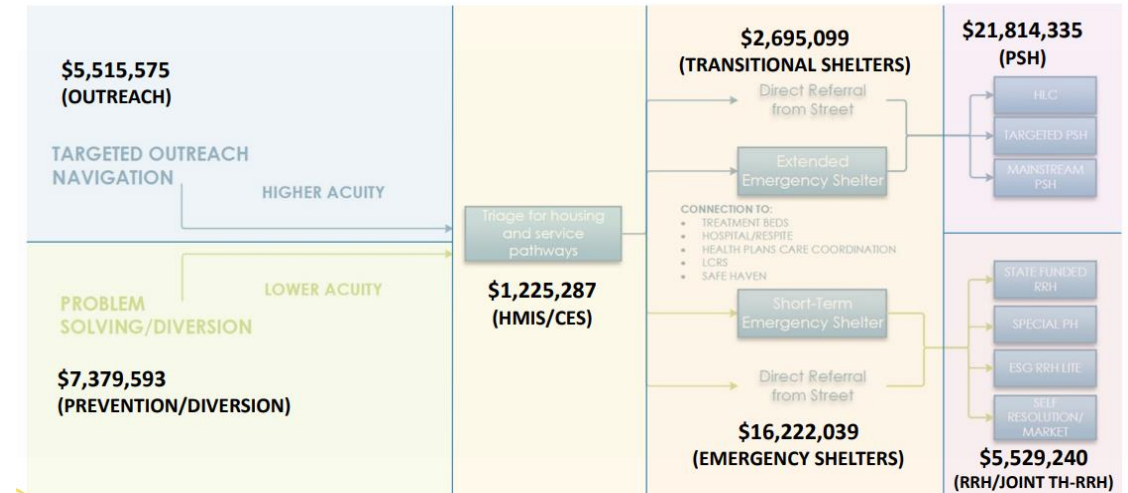 $5,515,575
(OUTREACH)
TARGETED OUTREACH
NAVIGATION
HIGHER ACUITY
LOWER ACUITY
PROBLEM
SOLVING/DIVERSION
$7,379,593
(PREVENTION/DIVERSION)
Triage for housing
and service
pathways
$1,225,287
(HMIS/CES)
$2,695,099
(TRANSITIONAL SHELTERS)
Direct Referral
from Street
Extended
Emergency Shelter
CONNECTION TO:
• TREATMENT BEDS
• HOSPITAL/RESPITE
• HEALTH PLANS CARE COORDINATION
• LCRS
• SAFE HAVEN
Short-Term
Emergency Shelter
Direct Referral
from Street
$16,222,039
(EMERGENCY SHELTERS)
$21,814,335
(PSH)
HLC
TARGETED PSH
MAINSTREAM
PSH
STATE FUNDED
RRH
SPECIAL PH
ESG RRH LITE
SELF
RESOLUTION/
MARKET
$5,529,240
(RRH/JOINT TH-RRH)